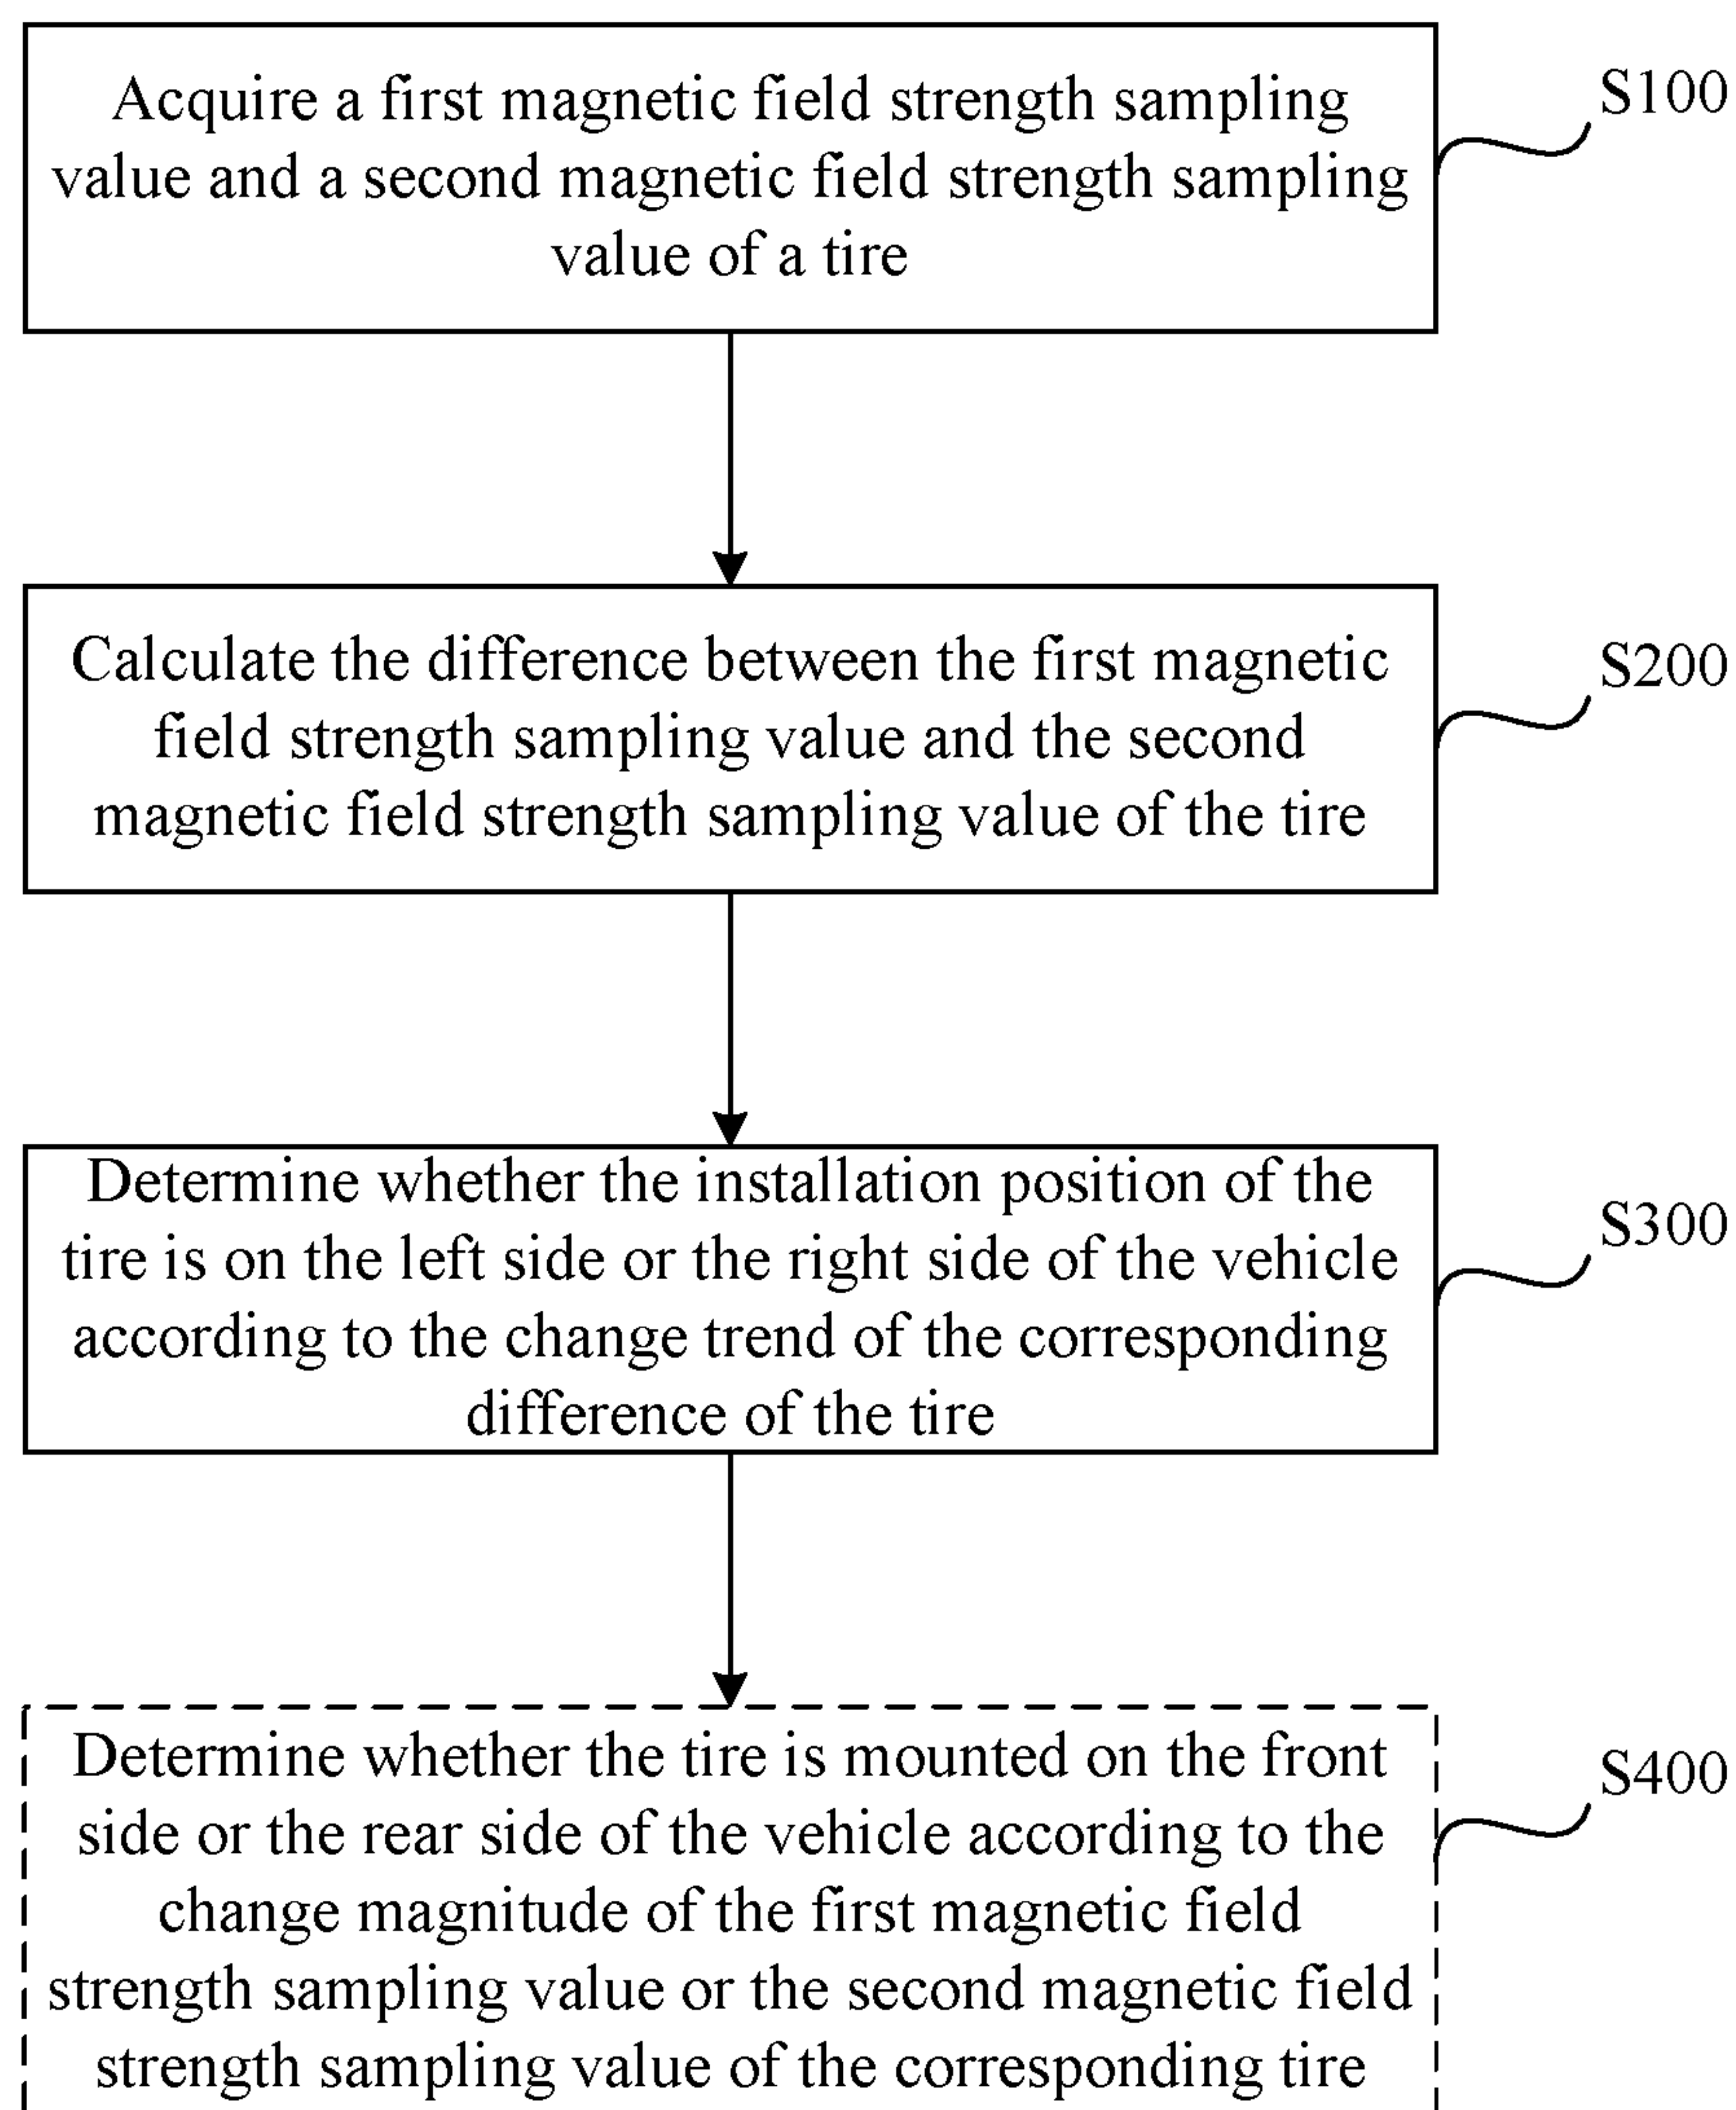 Acquire a first magnetic field strength sampling
value and a second magnetic field strength sampling
value of a tire
S100
Calculate the difference between the first magnetic
field strength sampling value and the second
magnetic field strength sampling value of the tire
S200
Determine whether the installation position of the
tire is on the left side or the right side of the vehicle
according to the change trend of the corresponding
difference of the tire
S300
Determine whether the tire is mounted on the front
side or the rear side of the vehicle according to the
change magnitude of the first magnetic field
strength sampling value or the second magnetic field
strength sampling value of the corresponding tire
S400